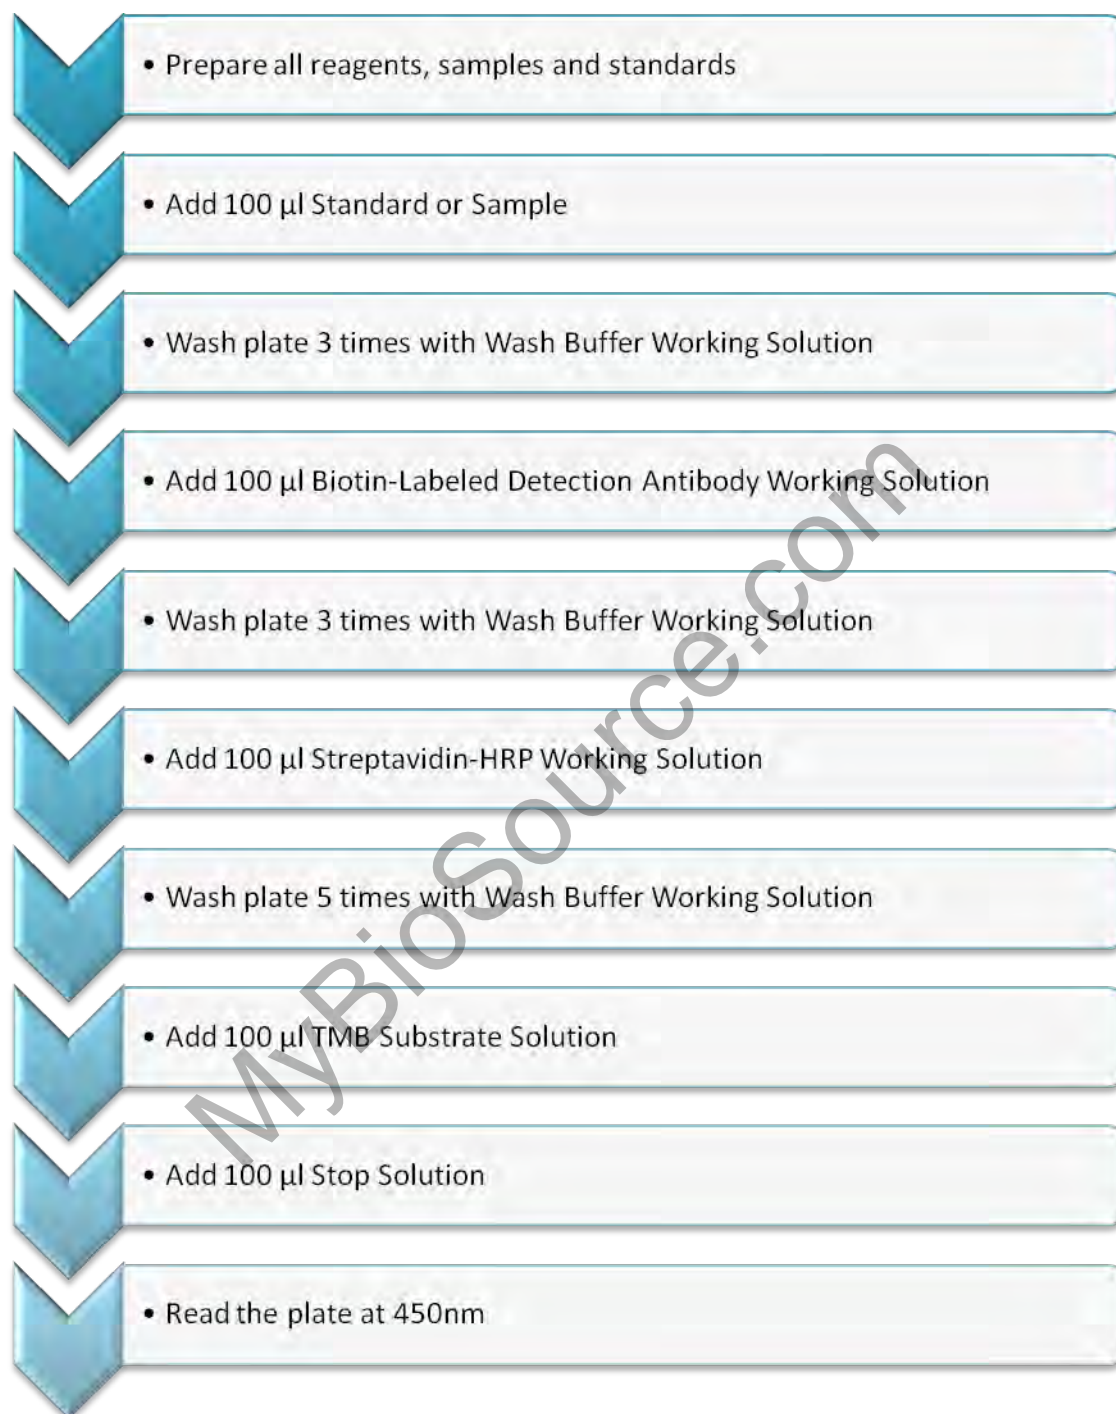 • Prepare all reagents, samples and standards
• Add 100 µl Standard or Sample
• Wash plate 3 times with Wash Buffer Working Solution
• Add 100 µl Biotin-Labeled Detection Antibody Working Solution
• Wash plate 3 times with Wash Buffer Working Solution
• Add 100 µl Streptavidin-HRP Working Solution
• Wash plate 5 times with Wash Buffer Working Solution
• Add 100 µl TMB Substrate Solution
• Add 100 µl Stop Solution
• Read the plate at 450nm
MyBioSource.com